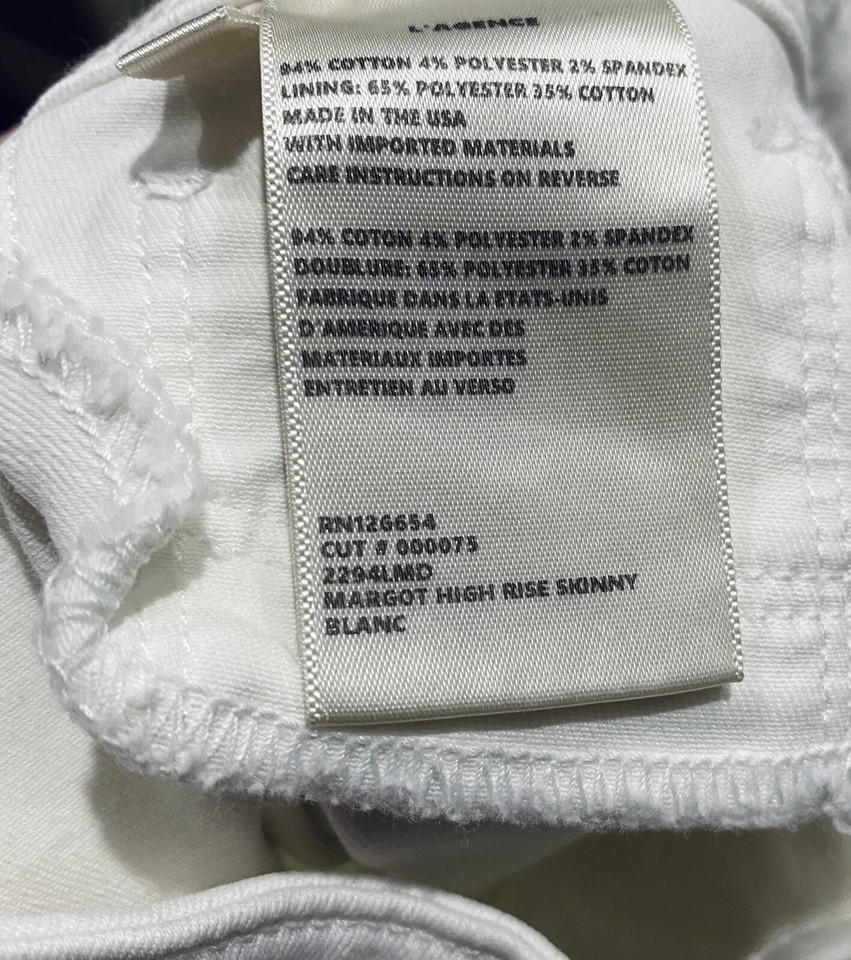 L'AGENCE
94% COTTON 4% POLYESTER 2% SPANDEX
LINING: 65% POLYESTER 35% COTTON
MADE IN THE USA
WITH IMPORTED MATERIALS
CARE INSTRUCTIONS ON REVERSE
94% COTON 4% POLYESTER 2% SPANDEX
DOUBLURE: 65% POLYESTER 35% COTON
FABRIQUE DANS LA ETATS-UNIS
D'AMERIQUE AVEC DES
MATERIAUX IMPORTES
ENTRETIEN AU VERSO
RN126654
CUT # 000075
2294LMD
MARGOT HIGH RISE SKINNY
BLANC